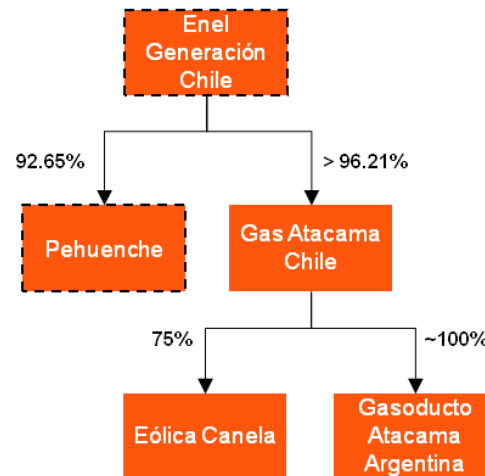 Enel
Generación
Chile
92.65%
> 96.21%
Pehuenche
Gas Atacama
Chile
75%
~100%
Eólica Canela
Gasoducto
Atacama
Argentina